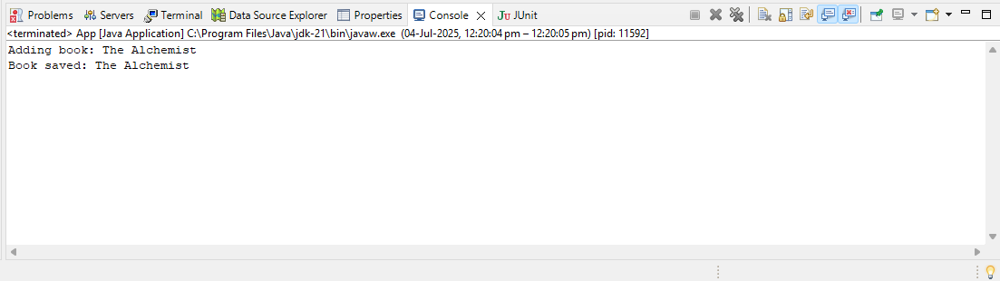 Problems Servers Terminal Data Source Explorer Properties Console JUnit
<terminated> App [Java Application] C:\Program Files\Java\jdk-21\bin\javaw.exe (04-Jul-2025, 12:20:04 pm – 12:20:05 pm) [pid: 11592]
Adding book: The Alchemist
Book saved: The Alchemist